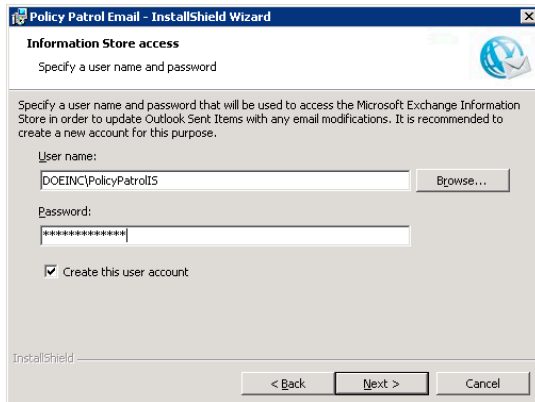 Policy Patrol Email - InstallShield Wizard
Information Store access
Specify a user name and password
Specify a user name and password that will be used to access the Microsoft Exchange Information
Store in order to update Outlook Sent Items with any email modifications. It is recommended to
create a new account for this purpose.
User name:
DOEINC\PolicyPatrolIS
Browse...
Password:
*************
Create this user account
InstallShield
< Back
Next >
Cancel